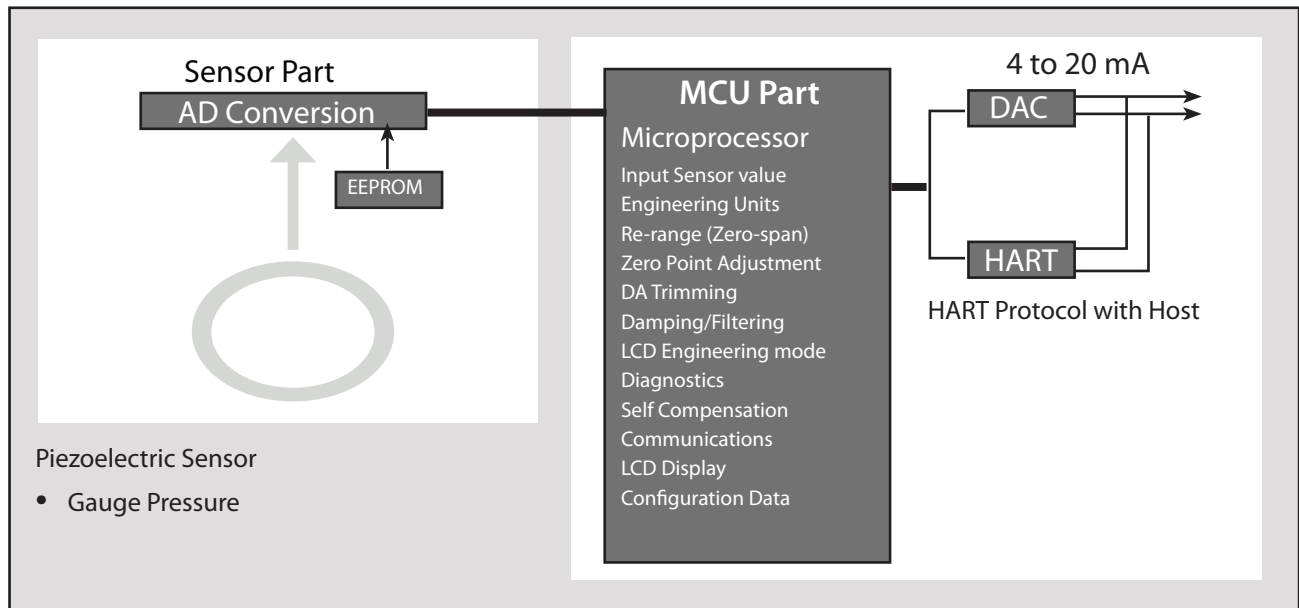 Sensor Part
AD Conversion
EEPROM
Piezoelectric Sensor
• Gauge Pressure
MCU Part
Microprocessor
Input Sensor value
Engineering Units
Re-range (Zero-span)
Zero Point Adjustment
DA Trimming
Damping/Filtering
LCD Engineering mode
Diagnostics
Self Compensation
Communications
LCD Display
Configuration Data
4 to 20 mA
DAC
HART
HART Protocol with Host